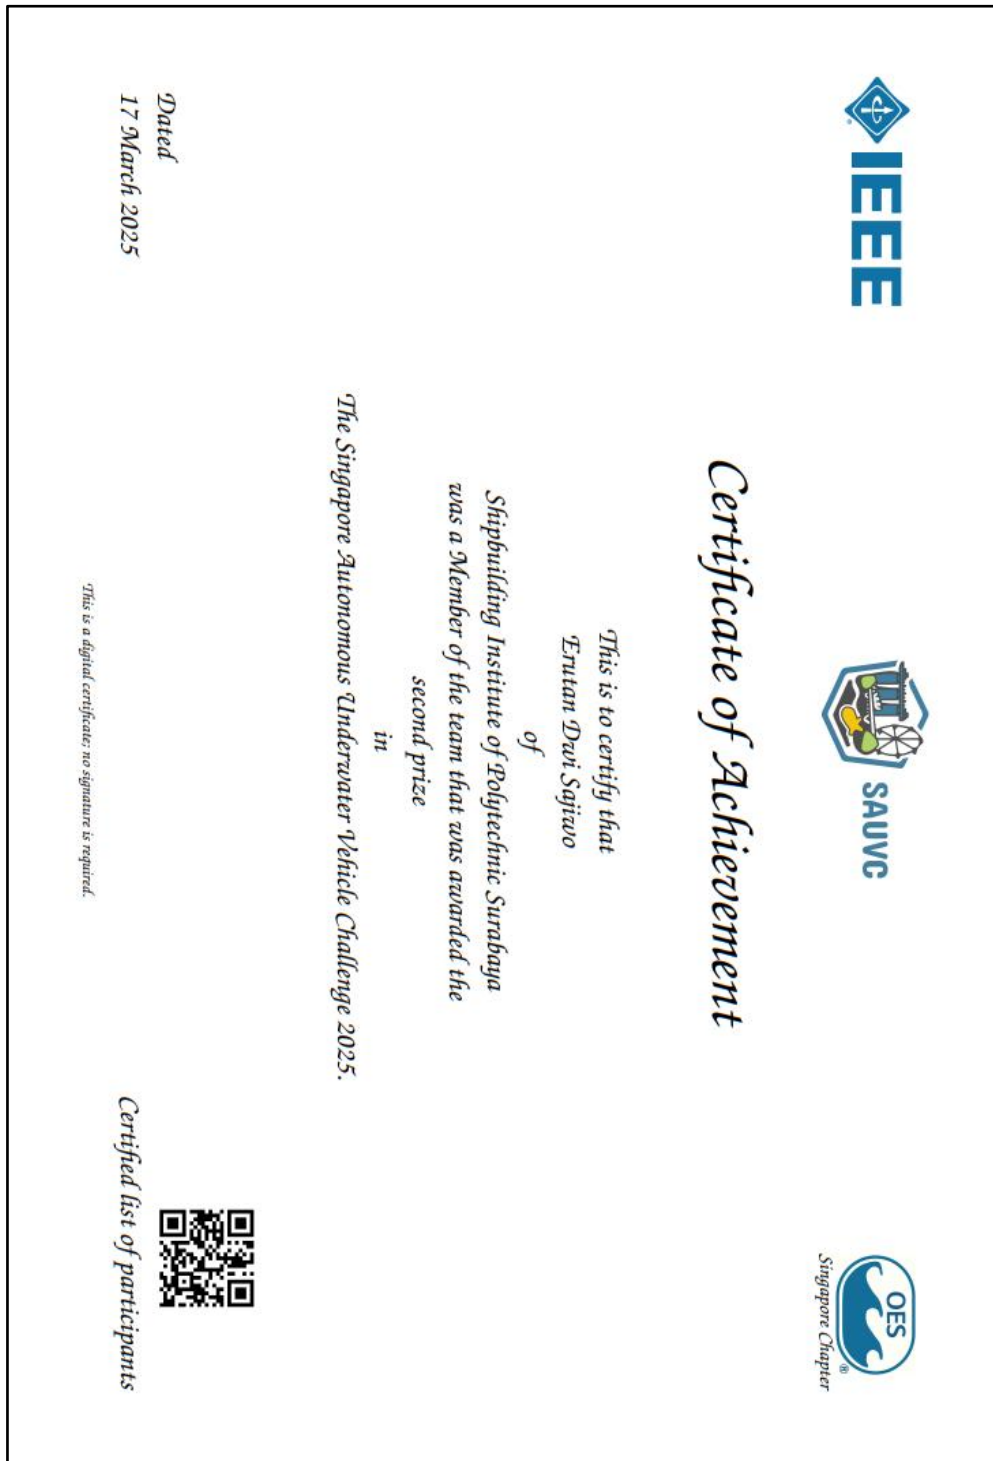 IEEE
SAUVC
OES
Singapore Chapter
Certificate of Achievement
This is to certify that
Erutan Dwi Sajiwo
of
Shipbuilding Institute of Polytechnic Surabaya
was a Member of the team that was awarded the
second prize
in
The Singapore Autonomous Underwater Vehicle Challenge 2025.
Dated
17 March 2025
Certified list of participants
This is a digital certificate; no signature is required.